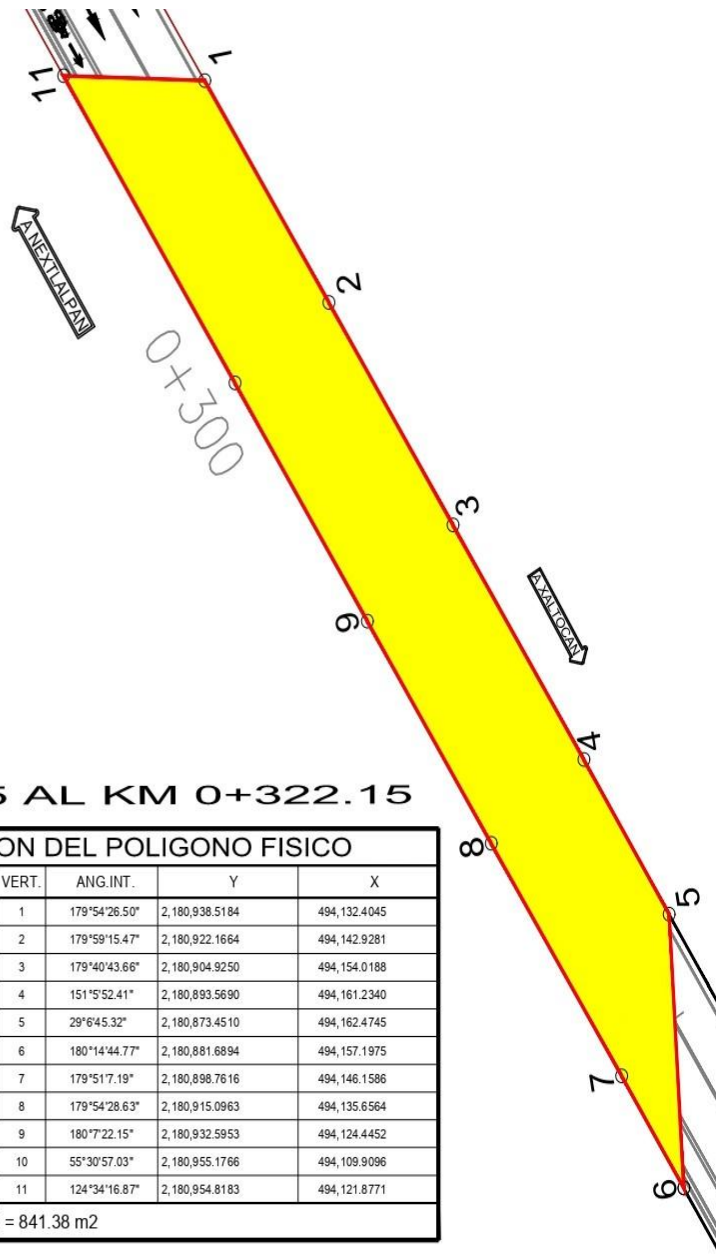 11
1
A NEXTLALPAN
2
0+300
3
9
A XALTOCAN
4
5 AL KM 0+322.15
8
ON DEL POLIGONO FISICO
VERT. ANG.INT. Y X
1 179°54'26.50" 2,180,938.5184 494,132.4045
2 179°59'15.47" 2,180,922.1664 494,142.9281
3 179°40'43.66" 2,180,904.9250 494,154.0188
4 151°5'52.41" 2,180,893.5690 494,161.2340
5 29°6'45.32" 2,180,873.4510 494,162.4745
6 180°14'44.77" 2,180,881.6894 494,157.1975
7 179°51'7.19" 2,180,898.7616 494,146.1586
8 179°54'28.63" 2,180,915.0963 494,135.6564
9 180°7'22.15" 2,180,932.5953 494,124.4452
10 55°30'57.03" 2,180,955.1766 494,109.9096
11 124°34'16.87" 2,180,954.8183 494,121.8771
= 841.38 m2
5
7
6